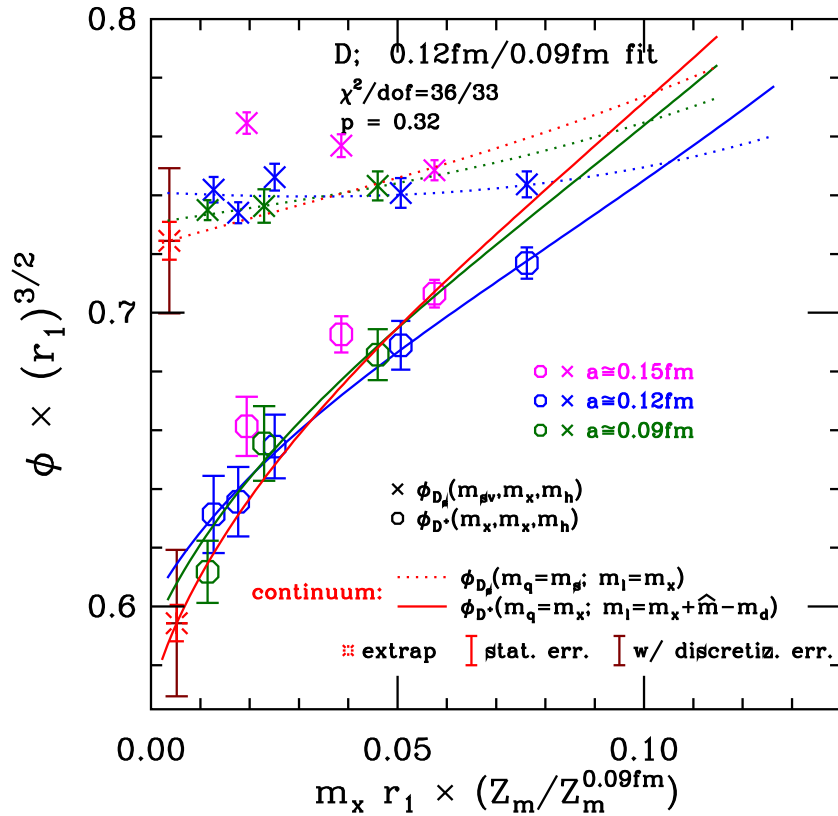 0.8
D; 0.12fm/0.09fm fit
χ²/dof=36/33
p = 0.32
0.7
ϕ × (r₁)^3/2
a≅0.15fm
a≅0.12fm
a≅0.09fm
ϕ_D_s(m_sv,m_x,m_h)
ϕ_D⁺(m_x,m_x,m_h)
0.6
continuum:
ϕ_D_s(m_q=m_s; m_l=m_x)
ϕ_D⁺(m_q=m_x; m_l=m_x+m̂−m_d)
extrap
stat. err.
w/ discretiz. err.
0.00 0.05 0.10
m_x r₁ × (Z_m/Z_m^0.09fm)